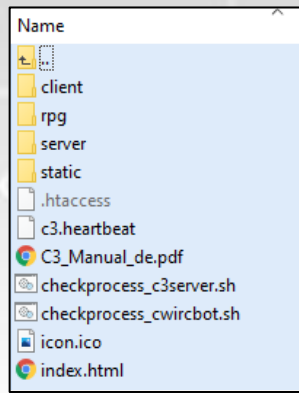 Name
..
client
rpg
server
static
.htaccess
c3.heartbeat
C3_Manual_de.pdf
checkprocess_c3server.sh
checkprocess_cwircbot.sh
icon.ico
index.html